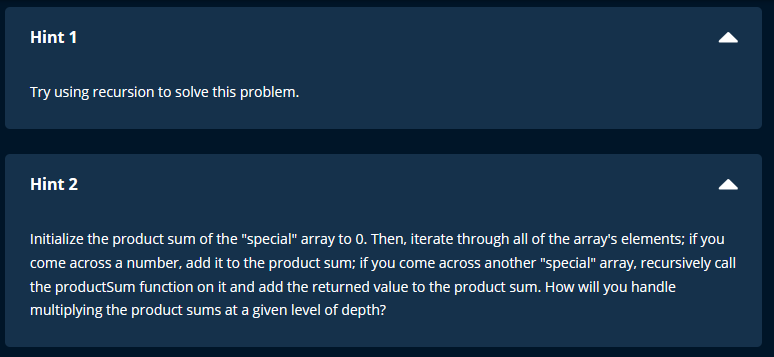 Hint 1
Try using recursion to solve this problem.
Hint 2
Initialize the product sum of the "special" array to 0. Then, iterate through all of the array's elements; if you
come across a number, add it to the product sum; if you come across another "special" array, recursively call
the productSum function on it and add the returned value to the product sum. How will you handle
multiplying the product sums at a given level of depth?